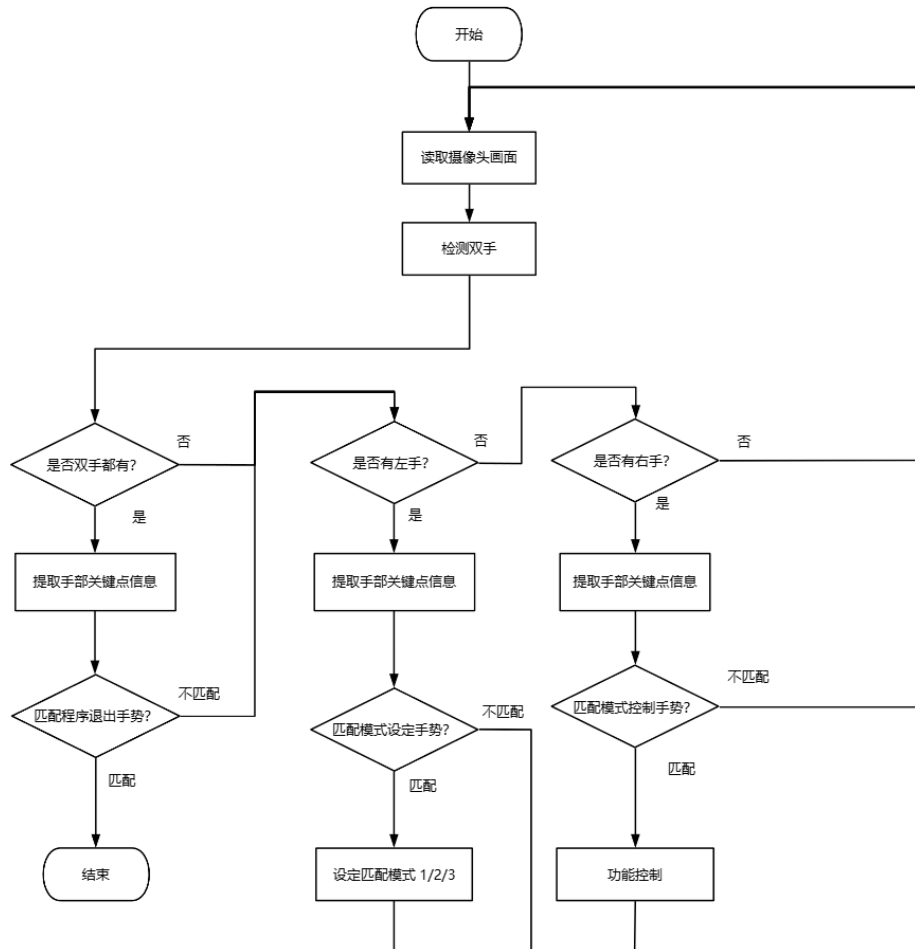 开始
读取摄像头画面
检测双手
是否双手都有?
否
是否有左手?
否
是否有右手?
否
是
是
是
提取手部关键点信息
提取手部关键点信息
提取手部关键点信息
匹配程序退出手势?
不匹配
匹配模式设定手势?
不匹配
匹配模式控制手势?
不匹配
匹配
匹配
匹配
结束
设定匹配模式 1/2/3
功能控制